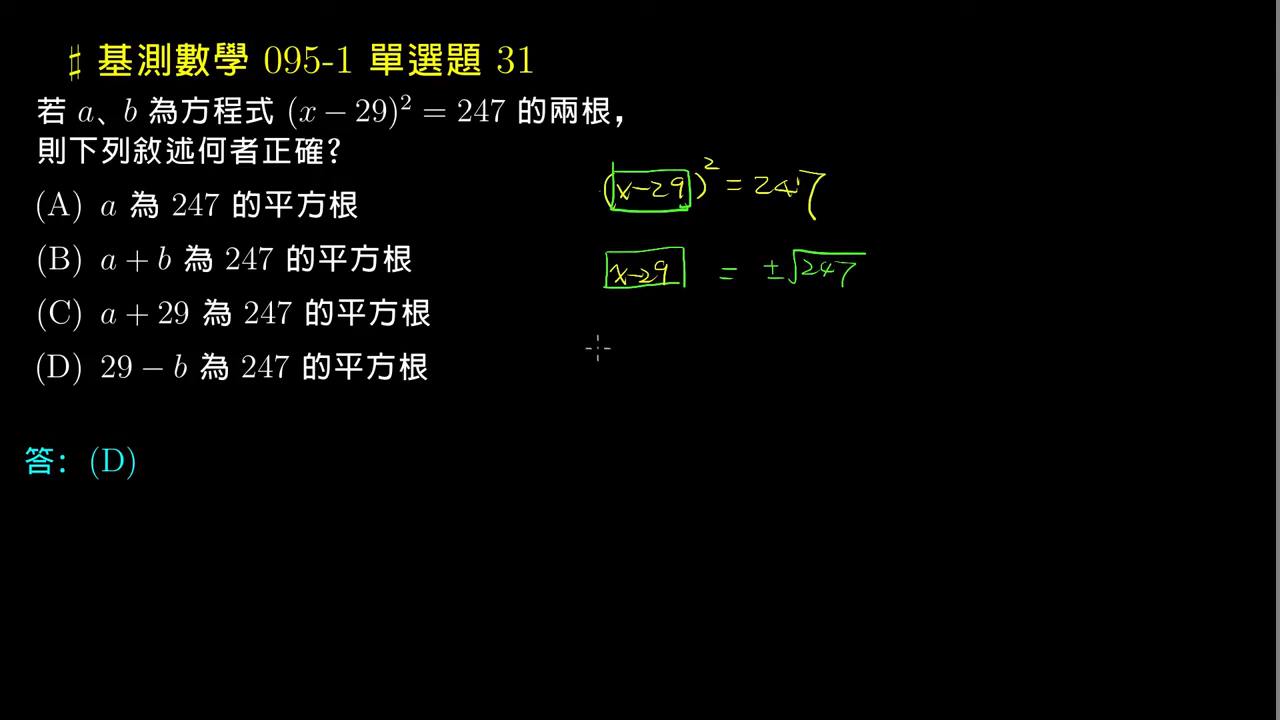 ♯ 基測數學 095-1 單選題 31
若 a、b 為方程式 (x − 29)² = 247 的兩根，
則下列敘述何者正確？
(A) a 為 247 的平方根
(B) a + b 為 247 的平方根
(C) a + 29 為 247 的平方根
(D) 29 − b 為 247 的平方根
答：(D)
(x−29)² = 247
x−29 = ±√247